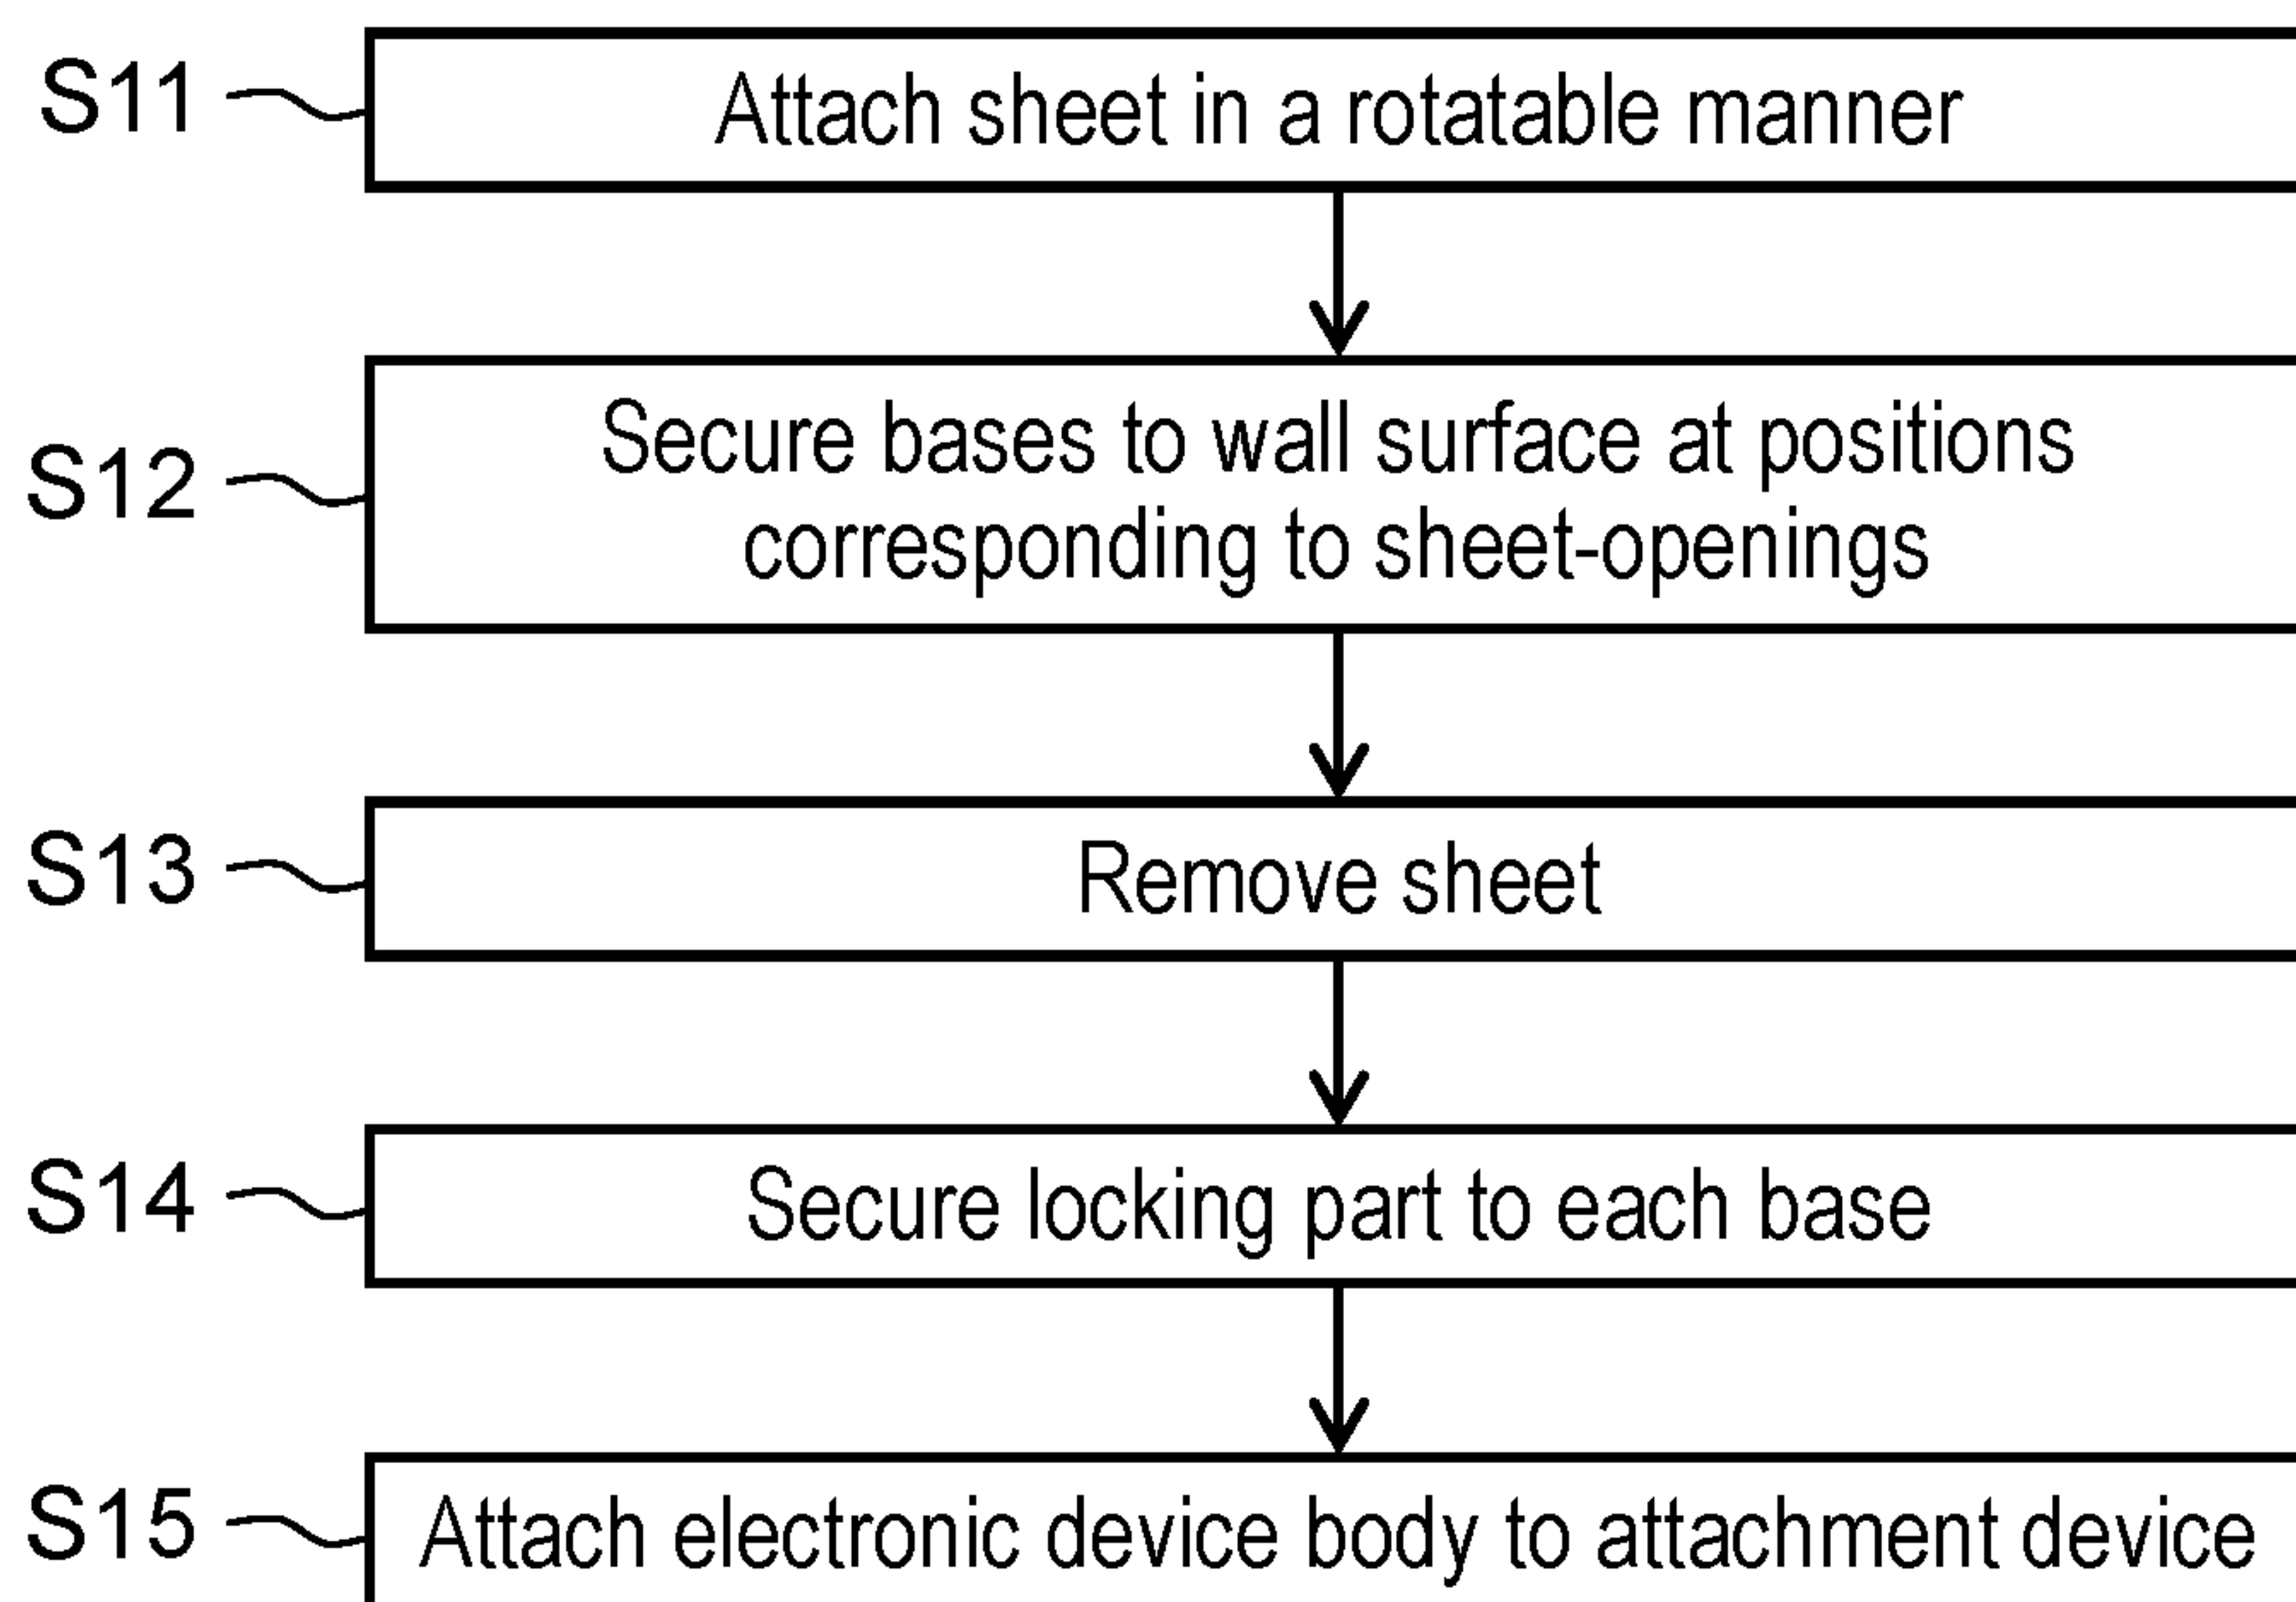 S11
Attach sheet in a rotatable manner
S12
Secure bases to wall surface at positions
corresponding to sheet-openings
S13
Remove sheet
S14
Secure locking part to each base
S15
Attach electronic device body to attachment device